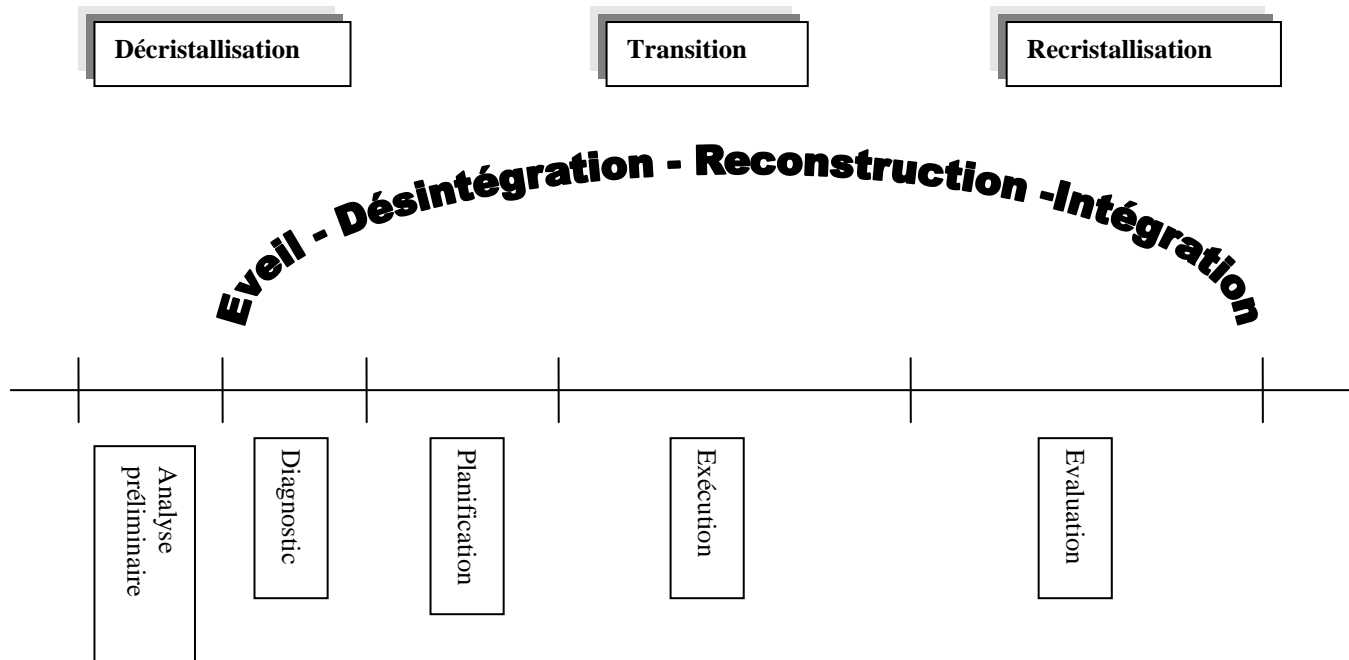 Décristallisation
Transition
Recristallisation
Eveil - Désintégration - Reconstruction -Intégration
Analyse
préliminaire
Diagnostic
Planification
Exécution
Evaluation